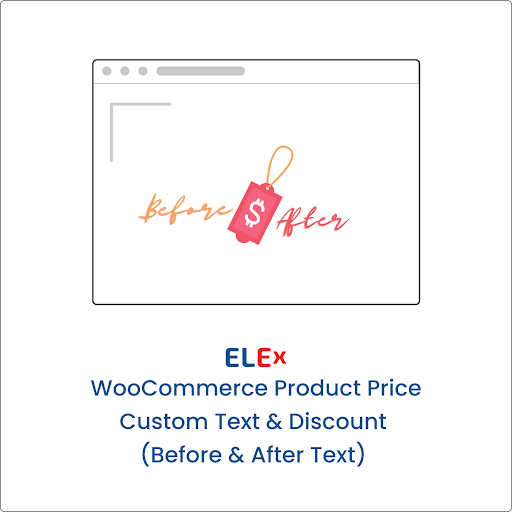 Before $ After
ELEX
WooCommerce Product Price
Custom Text & Discount
(Before & After Text)